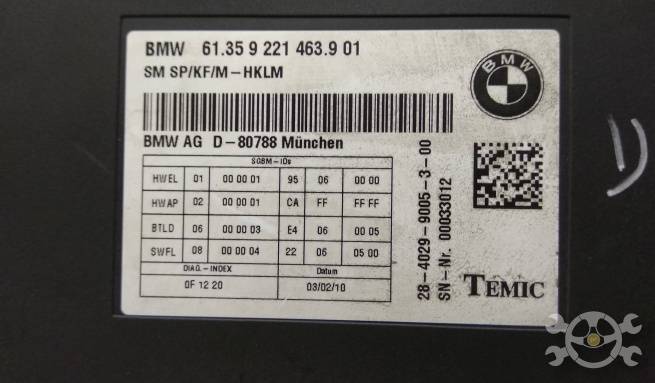 BMW 61.35 9 221 463.9 01
SM SP/KF/M-HKLM
BMW
BMW AG D-80788 München
SGBM-IDs
HWEL 01 00 00 01 95 06 00 00
HWAP 02 00 00 01 CA FF FF FF
BTLD 06 00 00 03 E4 06 00 05
SWFL 08 00 00 04 22 06 05 00
DIAG.-INDEX Datum
0F 12 20 03/02/10
28-4029-9005-3-00
SN-Nr. 00033012
TEMIC
1)